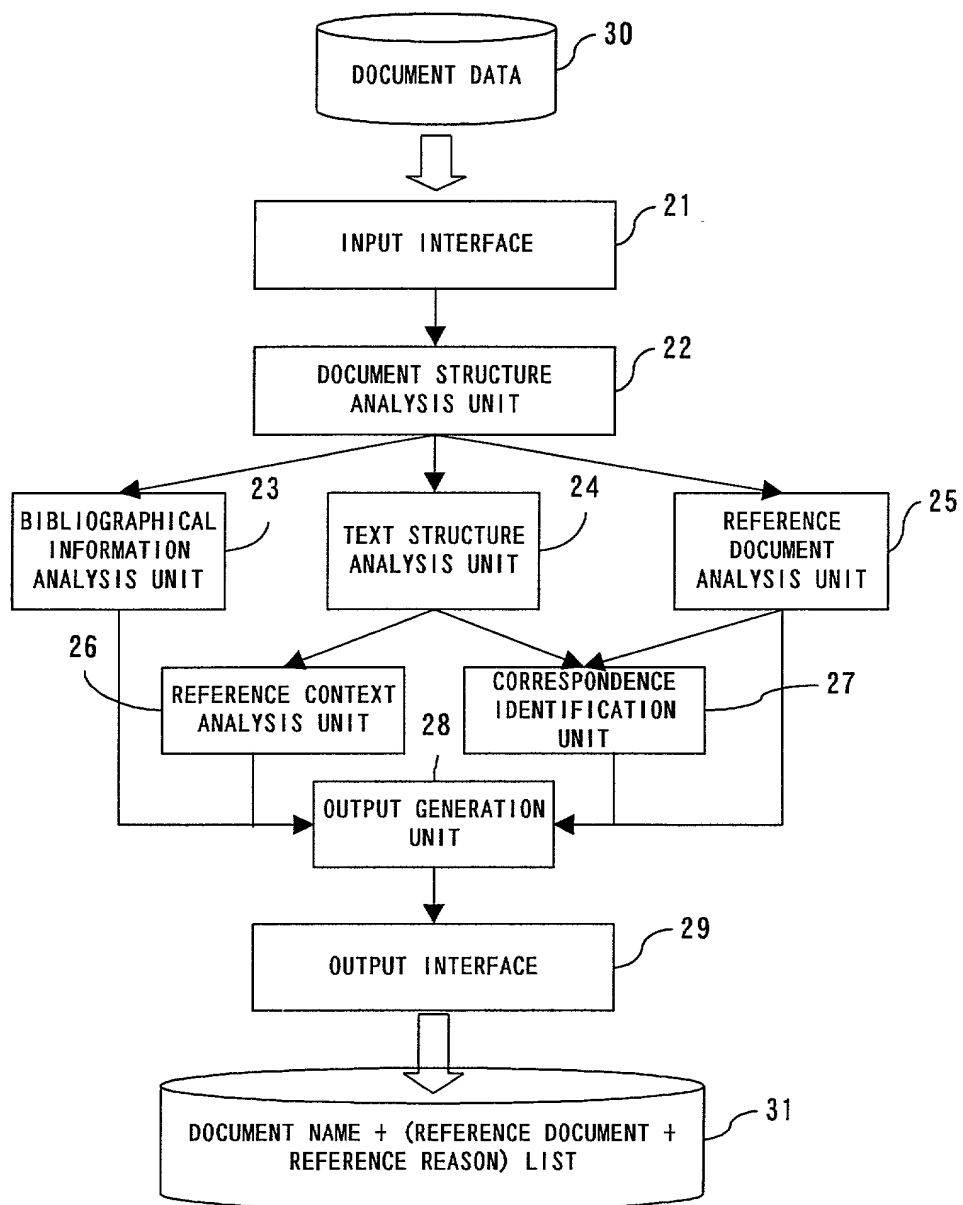 30
DOCUMENT DATA
21
INPUT INTERFACE
22
DOCUMENT STRUCTURE
ANALYSIS UNIT
23
BIBLIOGRAPHICAL
INFORMATION
ANALYSIS UNIT
24
TEXT STRUCTURE
ANALYSIS UNIT
25
REFERENCE
DOCUMENT
ANALYSIS UNIT
26
REFERENCE CONTEXT
ANALYSIS UNIT
27
CORRESPONDENCE
IDENTIFICATION
UNIT
28
OUTPUT GENERATION
UNIT
29
OUTPUT INTERFACE
31
DOCUMENT NAME + (REFERENCE DOCUMENT +
REFERENCE REASON) LIST